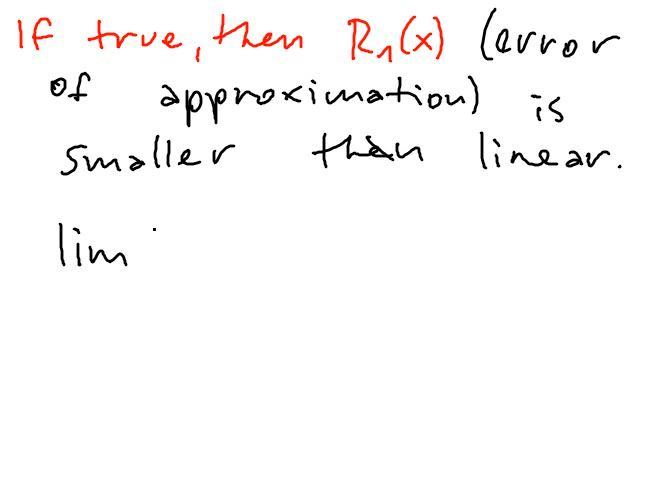 If true, then R₁(x) (error
of approximation) is
smaller than linear.
lim